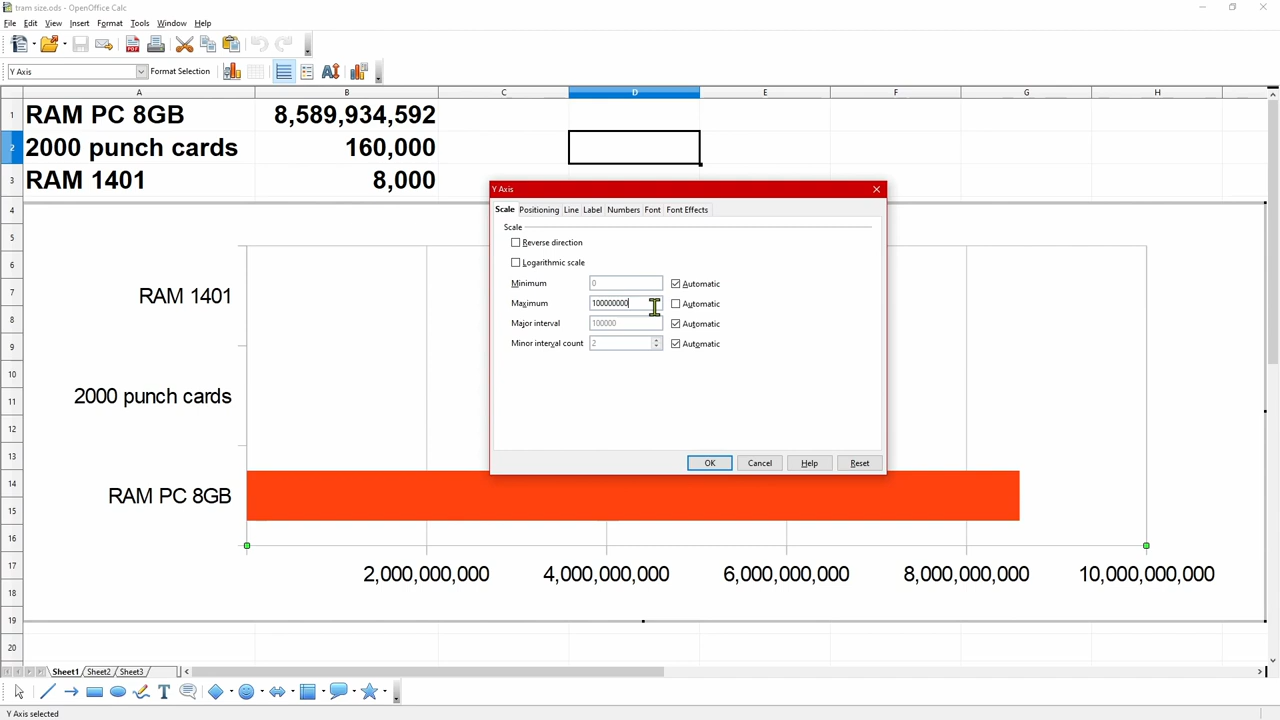 tram size.ods - OpenOffice Calc
File Edit View Insert Format Tools Window Help
Y Axis Format Selection
A B C D E F G H
1 RAM PC 8GB 8,589,934,592
2 2000 punch cards 160,000
3 RAM 1401 8,000
4
5
6
7
8
9
10
11
12
13
14
15
16
17
18
19
20
Y Axis
Scale Positioning Line Label Numbers Font Font Effects
Scale
Reverse direction
Logarithmic scale
Minimum 0 Automatic
Maximum 100000000 Automatic
Major interval 100000 Automatic
Minor interval count 2 Automatic
OK Cancel Help Reset
RAM 1401
2000 punch cards
RAM PC 8GB
2,000,000,000 4,000,000,000 6,000,000,000 8,000,000,000 10,000,000,000
Sheet1 Sheet2 Sheet3
Y Axis selected